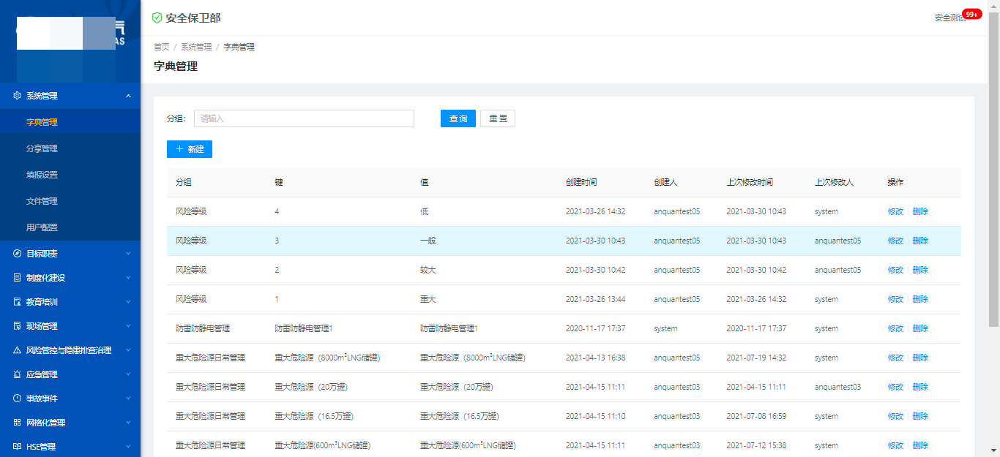 气
AS
安全保卫部
安全测试
99+
首页 / 系统管理 / 字典管理
字典管理
系统管理
字典管理
分享管理
填报设置
文件管理
用户配置
目标职责
制度化建设
教育培训
现场管理
风险管控与隐患排查治理
应急管理
事故事件
网格化管理
HSE管理
分组: 请输入 查询 重置
+ 新建
分组 键 值 创建时间 创建人 上次修改时间 上次修改人 操作
风险等级 4 低 2021-03-26 14:32 anquantest05 2021-03-30 10:43 system 修改 删除
风险等级 3 一般 2021-03-30 10:43 anquantest05 2021-03-30 10:43 anquantest05 修改 删除
风险等级 2 较大 2021-03-30 10:42 anquantest05 2021-03-30 10:42 anquantest05 修改 删除
风险等级 1 重大 2021-03-26 13:44 anquantest05 2021-03-26 14:32 system 修改 删除
防雷防静电管理 防雷防静电管理1 防雷防静电管理1 2020-11-17 17:37 system 2020-11-17 17:37 system 修改 删除
重大危险源日常管理 重大危险源（8000m³LNG储罐） 重大危险源（8000m³LNG储罐） 2021-04-13 16:38 anquantest05 2021-07-19 14:32 system 修改 删除
重大危险源日常管理 重大危险源（20万罐） 重大危险源（20万罐） 2021-04-15 11:11 anquantest03 2021-04-15 11:11 anquantest03 修改 删除
重大危险源日常管理 重大危险源（16.5万罐） 重大危险源（16.5万罐） 2021-04-15 11:10 anquantest03 2021-07-08 16:59 system 修改 删除
重大危险源日常管理 重大危险源(600m³LNG储罐) 重大危险源(600m³LNG储罐) 2021-04-15 11:11 anquantest03 2021-07-12 15:38 system 修改 删除